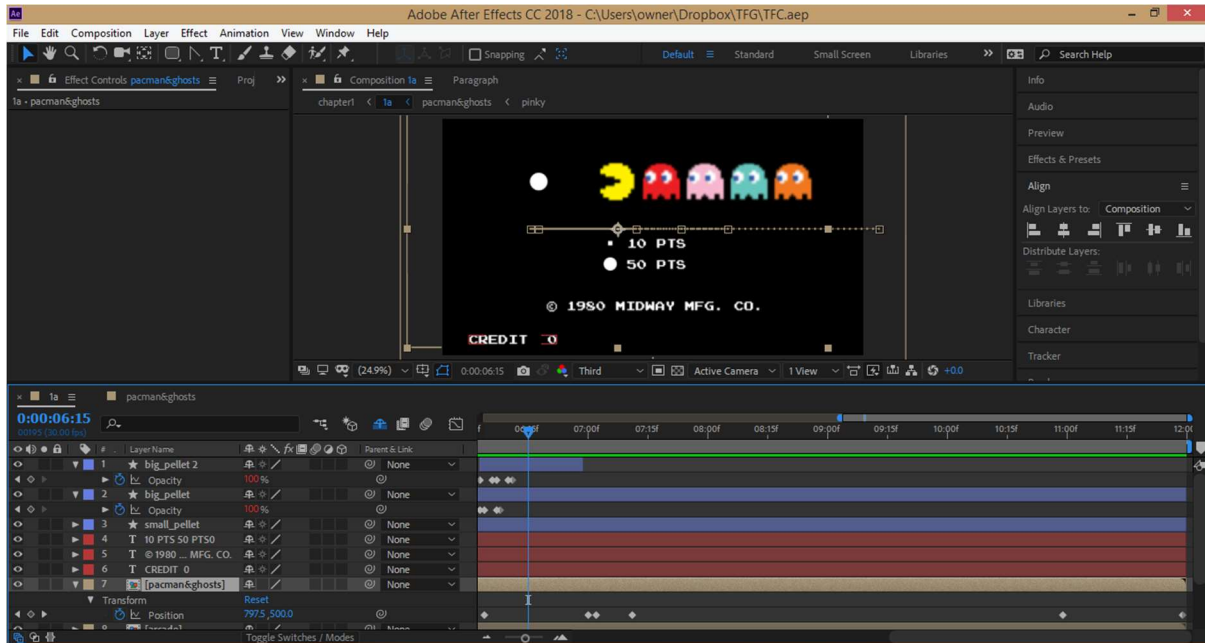 Ae Adobe After Effects CC 2018 - C:\Users\owner\Dropbox\TFG\TFC.aep
File Edit Composition Layer Effect Animation View Window Help
Snapping Default Standard Small Screen Libraries Search Help
Effect Controls pacman&ghosts Proj Composition 1a Paragraph Info
1a • pacman&ghosts chapter1 1a pacman&ghosts pinky
Audio
Preview
Effects & Presets
Align
Align Layers to: Composition
Distribute Layers:
Libraries
Character
Tracker
10 PTS
50 PTS
© 1980 MIDWAY MFG. CO.
CREDIT 0
(24.9%) 0:00:06:15 Third Active Camera 1 View +0.0
1a pacman&ghosts
0:00:06:15
00195 (30.00 fps)
07:00f 07:15f 08:00f 08:15f 09:00f 09:15f 10:00f 10:15f 11:00f 11:15f 12:00
# Layer Name Parent & Link
1 big_pellet 2 None
Opacity 100 %
2 big_pellet None
Opacity 100 %
3 small_pellet None
4 T 10 PTS 50 PTS0 None
5 T © 1980 ... MFG. CO. None
6 T CREDIT 0 None
7 [pacman&ghosts] None
Transform Reset
Position 797.5 ,500.0
8 [arcade] None
Toggle Switches / Modes